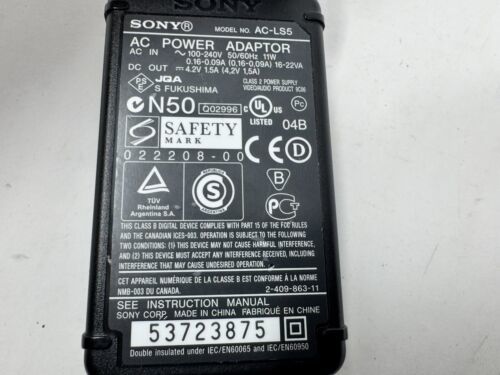 SONY
SONY® MODEL NO. AC-LS5
AC POWER ADAPTOR
AC IN ~ 100-240V 50/60Hz 11W
0.16-0.09A (0,16-0,09A) 16-22VA
DC OUT ⎓ 4.2V 1.5A (4,2V 1,5A)
PS E JQA
S FUKUSHIMA
CLASS 2 POWER SUPPLY
VIDEO/AUDIO PRODUCT
N50 Q02996 c UL US LISTED 04B
PC
S SAFETY MARK
022208-00
CE D
TÜV
Rheinland
Argentina S.A.
S
B
THIS CLASS B DIGITAL DEVICE COMPLIES WITH PART 15 OF THE FCC RULES
AND THE CANADIAN ICES-003. OPERATION IS SUBJECT TO THE FOLLOWING
TWO CONDITIONS: (1) THIS DEVICE MAY NOT CAUSE HARMFUL INTERFERENCE,
AND (2) THIS DEVICE MUST ACCEPT ANY INTERFERENCE RECEIVED, INCLUDING
INTERFERENCE THAT MAY CAUSE UNDESIRED OPERATION.
CET APPAREIL NUMÉRIQUE DE LA CLASSE B EST CONFORME À LA NORME
NMB-003 DU CANADA. 2-409-863-11
SEE INSTRUCTION MANUAL
SONY CORP. MADE IN CHINA FABRIQUÉ EN CHINE
53723875
Double insulated under IEC/EN60065 and IEC/EN60950